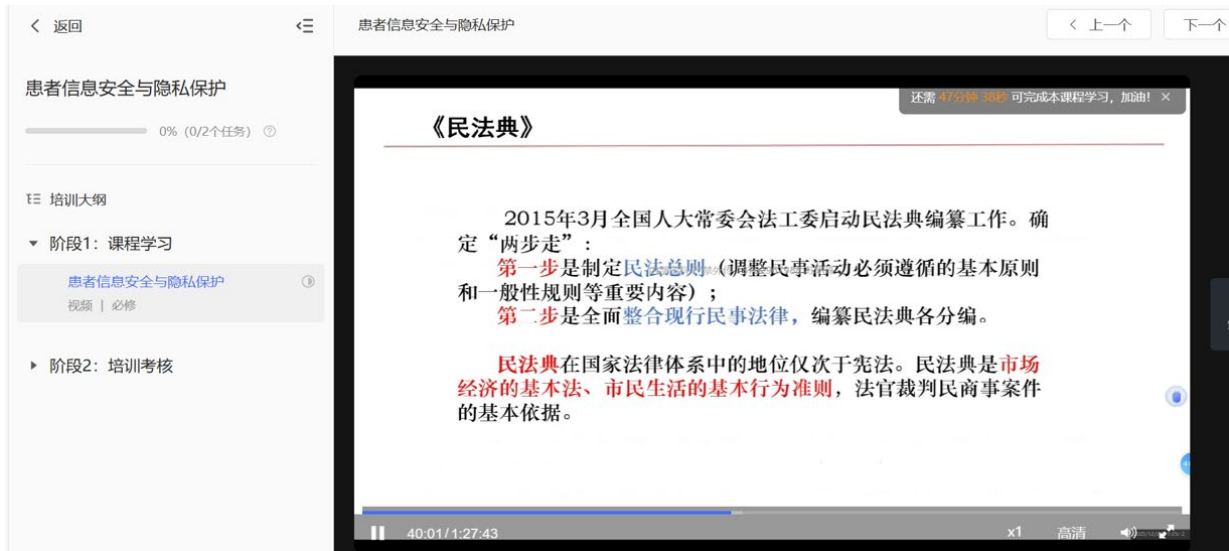 返回
患者信息安全与隐私保护
0%（0/2个任务）
培训大纲
阶段1：课程学习
患者信息安全与隐私保护
视频 | 必修
阶段2：培训考核
患者信息安全与隐私保护
上一个
下一个
还需 47分钟 38秒 可完成本课程学习，加油！
《民法典》
2015年3月全国人大常委会法工委启动民法典编纂工作。确
定“两步走”：
第一步是制定民法总则（调整民事活动必须遵循的基本原则
和一般性规则等重要内容）；
第二步是全面整合现行民事法律，编纂民法典各分编。
民法典在国家法律体系中的地位仅次于宪法。民法典是市场
经济的基本法、市民生活的基本行为准则，法官裁判民商事案件
的基本依据。
40:01/1:27:43
x1
高清